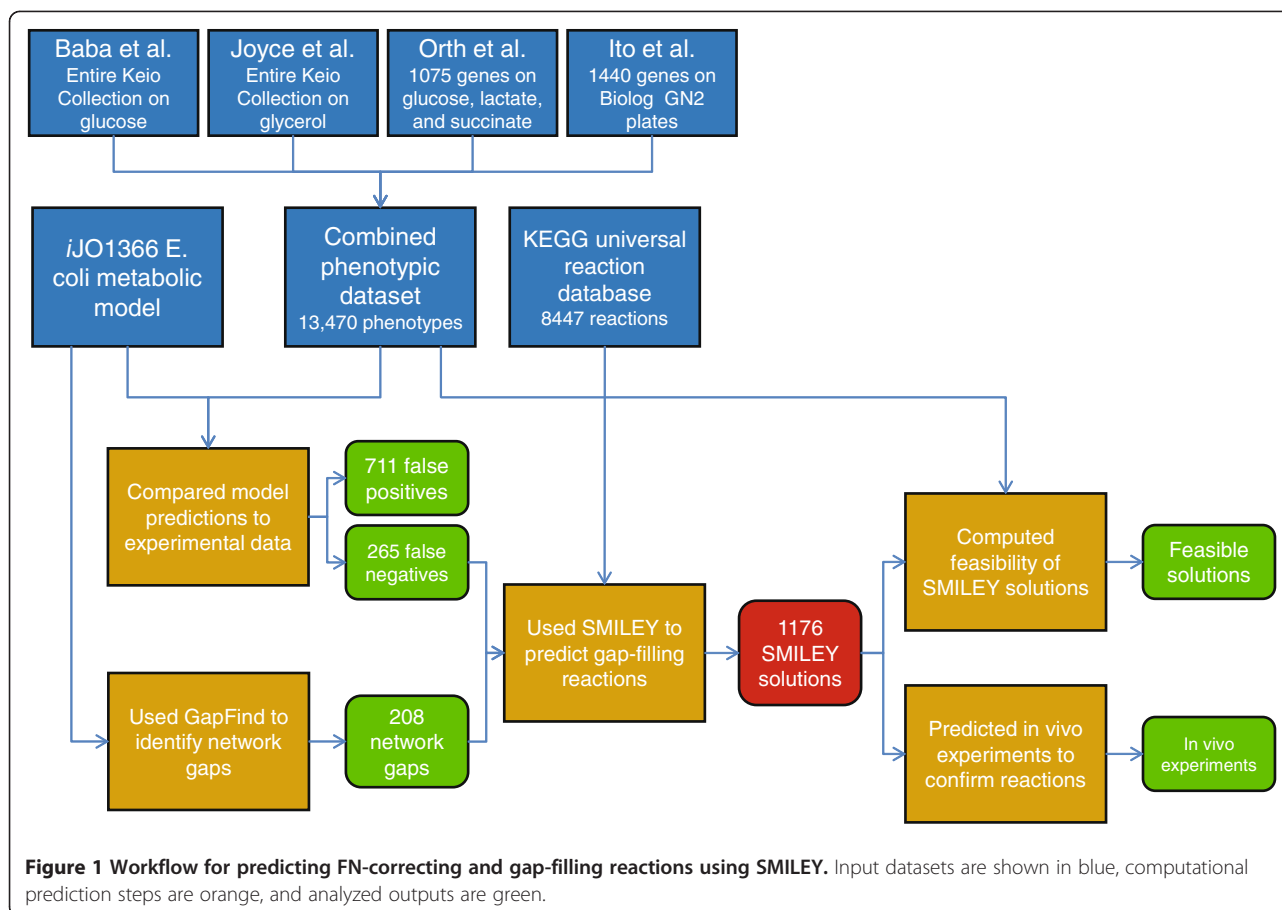 Baba et al.
Entire Keio
Collection on
glucose
Joyce et al.
Entire Keio
Collection on
glycerol
Orth et al.
1075 genes on
glucose, lactate,
and succinate
Ito et al.
1440 genes on
Biolog GN2
plates
iJO1366 E.
coli metabolic
model
Combined
phenotypic
dataset
13,470 phenotypes
KEGG universal
reaction
database
8447 reactions
Compared model
predictions to
experimental data
711 false
positives
265 false
negatives
Used GapFind to
identify network
gaps
208
network
gaps
Used SMILEY to
predict gap-filling
reactions
1176
SMILEY
solutions
Computed
feasibility of
SMILEY solutions
Feasible
solutions
Predicted in vivo
experiments to
confirm reactions
In vivo
experiments
Figure 1 Workflow for predicting FN-correcting and gap-filling reactions using SMILEY. Input datasets are shown in blue, computational
prediction steps are orange, and analyzed outputs are green.